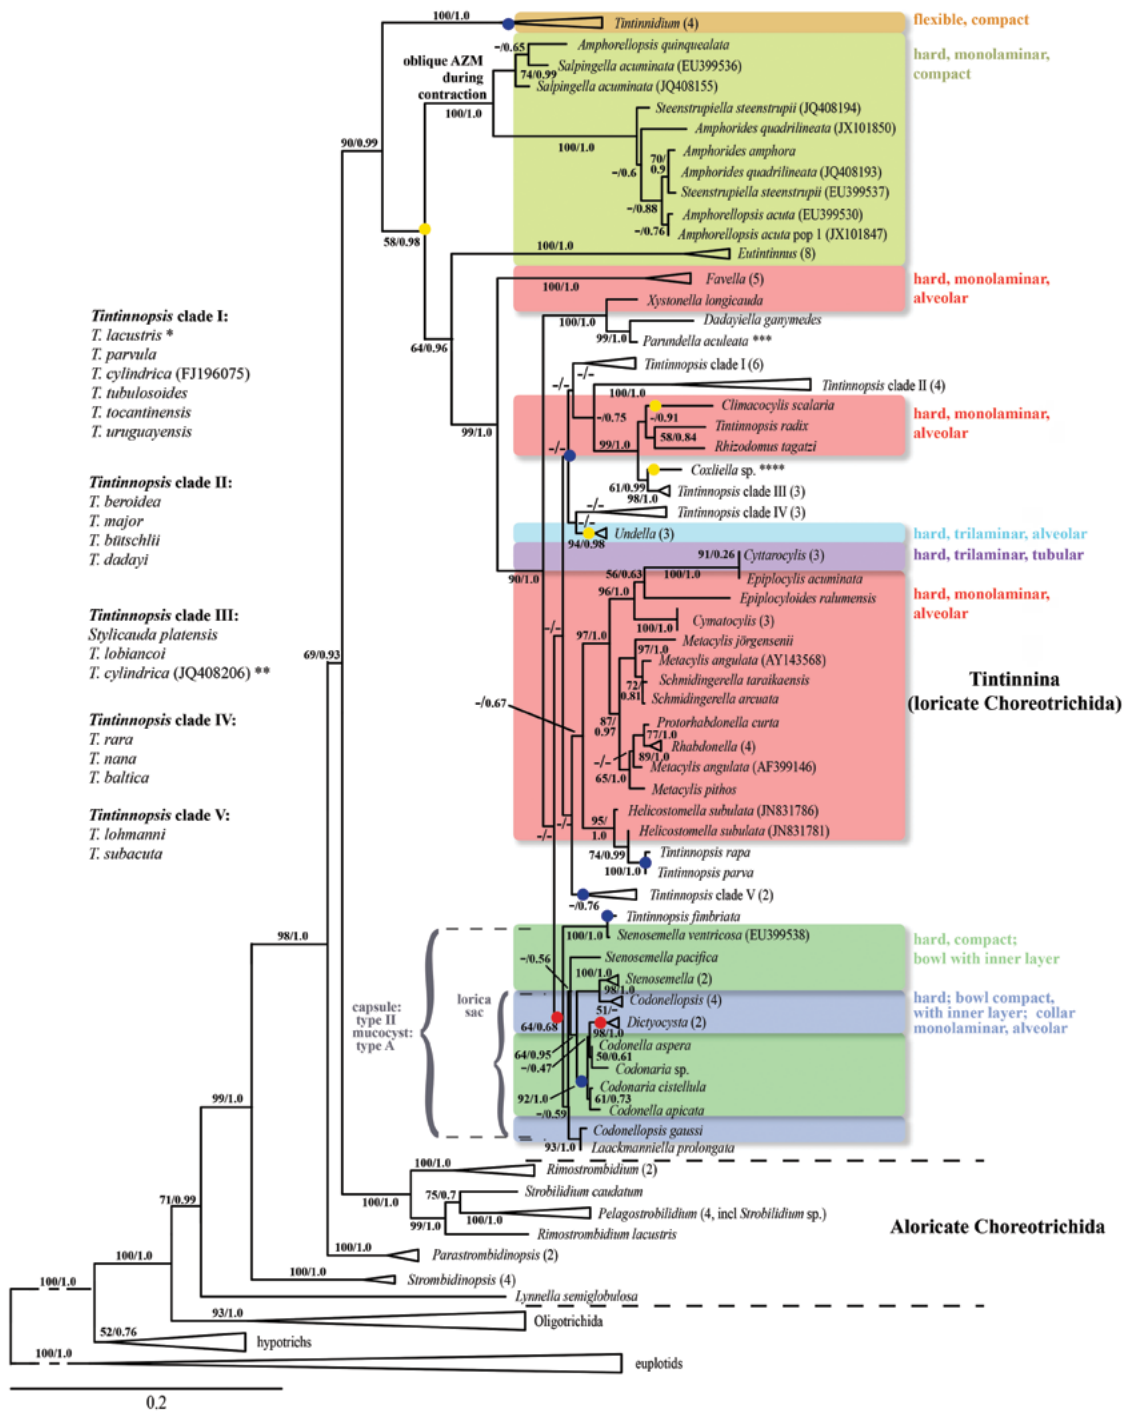 100/1.0
Tintinnidium (4)
flexible, compact
–/0.65
Amphorellopsis quinquealata
hard, monolaminar,
compact
oblique AZM
during
contraction
Salpingella acuminata (EU399536)
74/0.99
Salpingella acuminata (JQ408155)
100/1.0
Steenstrupiella steenstrupii (JQ408194)
Amphorides quadrilineata (JX101850)
90/0.99
100/1.0
70/
0.9
Amphorides amphora
–/0.6
Amphorides quadrilineata (JQ408193)
Steenstrupiella steenstrupii (EU399537)
–/0.88
Amphorellopsis acuta (EU399530)
–/0.76
Amphorellopsis acuta pop 1 (JX101847)
58/0.98
100/1.0
Eutintinnus (8)
100/1.0
Favella (5)
hard, monolaminar,
alveolar
Xystonella longicauda
100/1.0
Dadayiella ganymedes
99/1.0
Parundella aculeata ***
64/0.96
Tintinnopsis clade I:
T. lacustris *
T. parvula
T. cylindrica (FJ196075)
T. tubulosoides
T. tocantinensis
T. uruguayensis
–/–
Tintinnopsis clade I (6)
–/–
100/1.0
Tintinnopsis clade II (4)
Climacocylis scalaria
hard, monolaminar,
alveolar
–/0.75
–/0.91
Tintinnopsis radix
99/1.0
58/0.84
Rhizodomus tagatzi
99/1.0
–/–
Coxliella sp. ****
61/0.99
Tintinnopsis clade III (3)
98/1.0
–/–
Tintinnopsis clade IV (3)
–/–
Undella (3)
hard, trilaminar, alveolar
94/0.98
Tintinnopsis clade II:
T. beroidea
T. major
T. bütschlii
T. dadayi
91/0.26
Cyttarocylis (3)
hard, trilaminar, tubular
90/1.0
56/0.63
100/1.0
Epiplocylis acuminata
96/1.0
Epiplocyloides ralumensis
hard, monolaminar,
alveolar
Tintinnopsis clade III:
Stylicauda platensis
T. lobiancoi
T. cylindrica (JQ408206) **
100/1.0
Cymatocylis (3)
–/–
97/1.0
Metacylis jörgensenii
97/1.0
69/0.93
Metacylis angulata (AY143568)
Tintinnina
(loricate Choreotrichida)
72/
0.81
Schmidingerella taraikaensis
Schmidingerella arcuata
–/0.67
87/
0.97
Protorhabdonella curta
77/1.0
Rhabdonella (4)
89/1.0
–/–
Metacylis angulata (AF399146)
65/1.0
Metacylis pithos
Tintinnopsis clade IV:
T. rara
T. nana
T. baltica
Helicostomella subulata (JN831786)
95/
1.0
–/–
–/–
Helicostomella subulata (JN831781)
74/0.99
Tintinnopsis rapa
100/1.0
Tintinnopsis parva
Tintinnopsis clade V:
T. lohmanni
T. subacuta
Tintinnopsis clade V (2)
–/0.76
Tintinnopsis fimbriata
98/1.0
100/1.0
Stenosemella ventricosa (EU399538)
hard, compact;
bowl with inner layer
–/0.56
Stenosemella pacifica
100/1.0
Stenosemella (2)
98/1.0
capsule:
type II
mucocyst:
type A
lorica
sac
Codonellopsis (4)
hard; bowl compact,
with inner layer; collar
monolaminar, alveolar
51/–
64/0.68
Dictyocysta (2)
98/1.0
64/0.95
Codonella aspera
50/0.61
–/0.47
Codonaria sp.
92/1.0
Codonaria cistellula
61/0.73
–/0.59
Codonella apicata
99/1.0
Codonellopsis gaussi
93/1.0
Laackmanniella prolongata
100/1.0
Rimostrombidium (2)
71/0.99
100/1.0
75/0.7
Strobilidium caudatum
100/1.0
Pelagostrobilidium (4, incl Strobilidium sp.)
99/1.0
Rimostrombidium lacustris
Aloricate Choreotrichida
100/1.0
100/1.0
Parastrombidinopsis (2)
100/1.0
100/1.0
Strombidinopsis (4)
Lynnella semiglobulosa
93/1.0
Oligotrichida
52/0.76
hypotrichs
100/1.0
euplotids
0.2